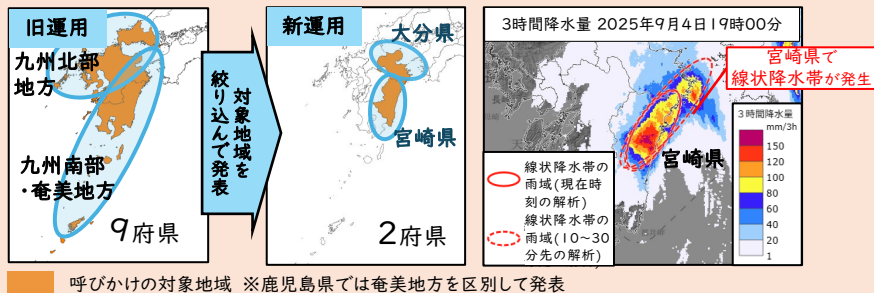 旧運用
九州北部
地方
九州南部
・奄美地方
9府県
対象地域を
絞り込んで発表
新運用
大分県
宮崎県
2府県
3時間降水量 2025年9月4日19時00分
宮崎県で
線状降水帯が発生
宮崎県
線状降水帯の
雨域(現在時
刻の解析)
線状降水帯の
雨域(10~30
分先の解析)
3時間降水量
mm/3h
150
120
100
80
60
40
20
1
呼びかけの対象地域 ※鹿児島県では奄美地方を区別して発表